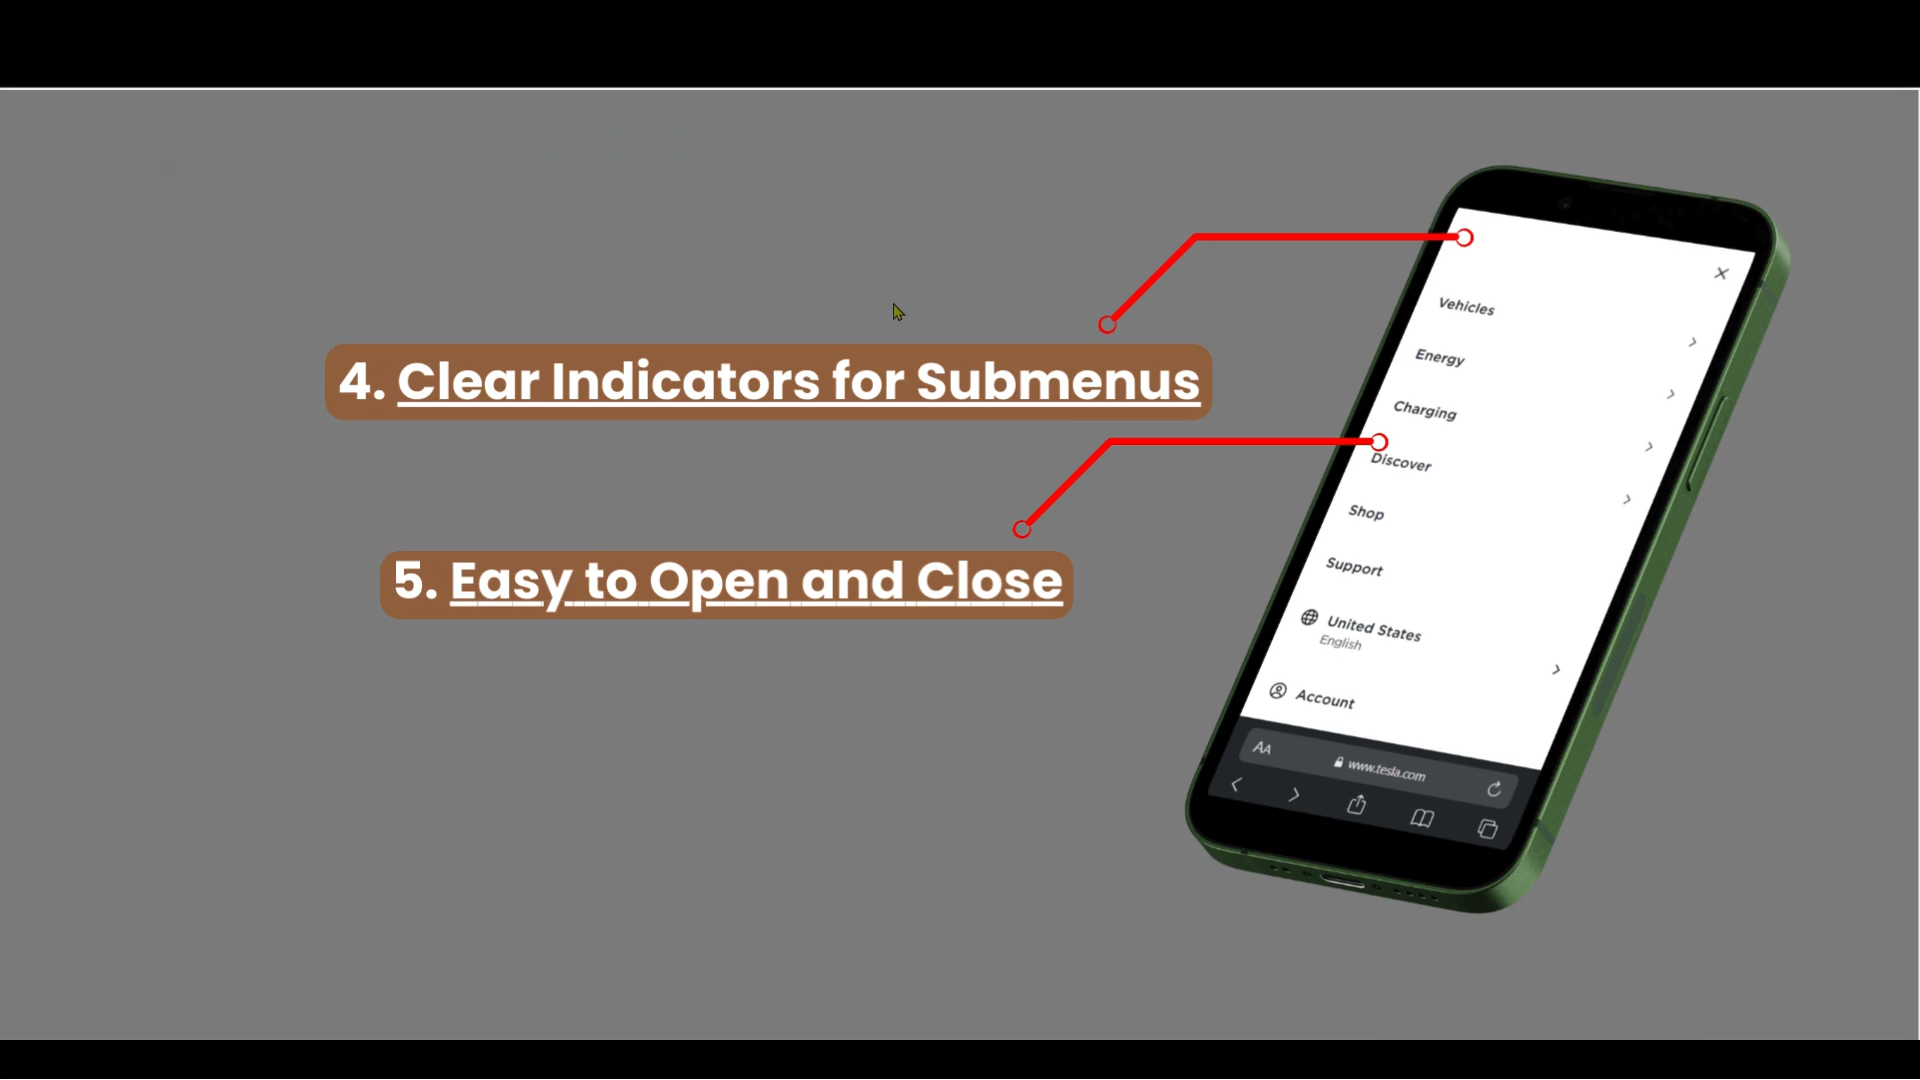 4. Clear Indicators for Submenus
5. Easy to Open and Close
Vehicles
Energy
Charging
Discover
Shop
Support
United States
English
Account
AA
www.tesla.com